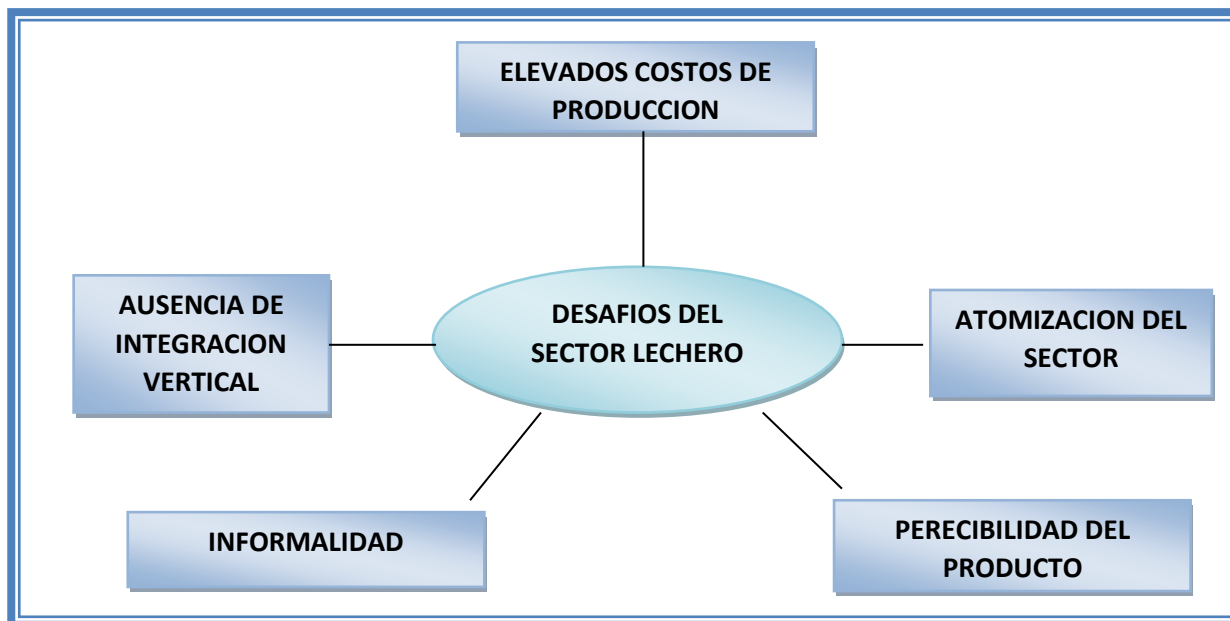 ELEVADOS COSTOS DE
PRODUCCION
AUSENCIA DE
INTEGRACION
VERTICAL
DESAFIOS DEL
SECTOR LECHERO
ATOMIZACION DEL
SECTOR
INFORMALIDAD
PERECIBILIDAD DEL
PRODUCTO